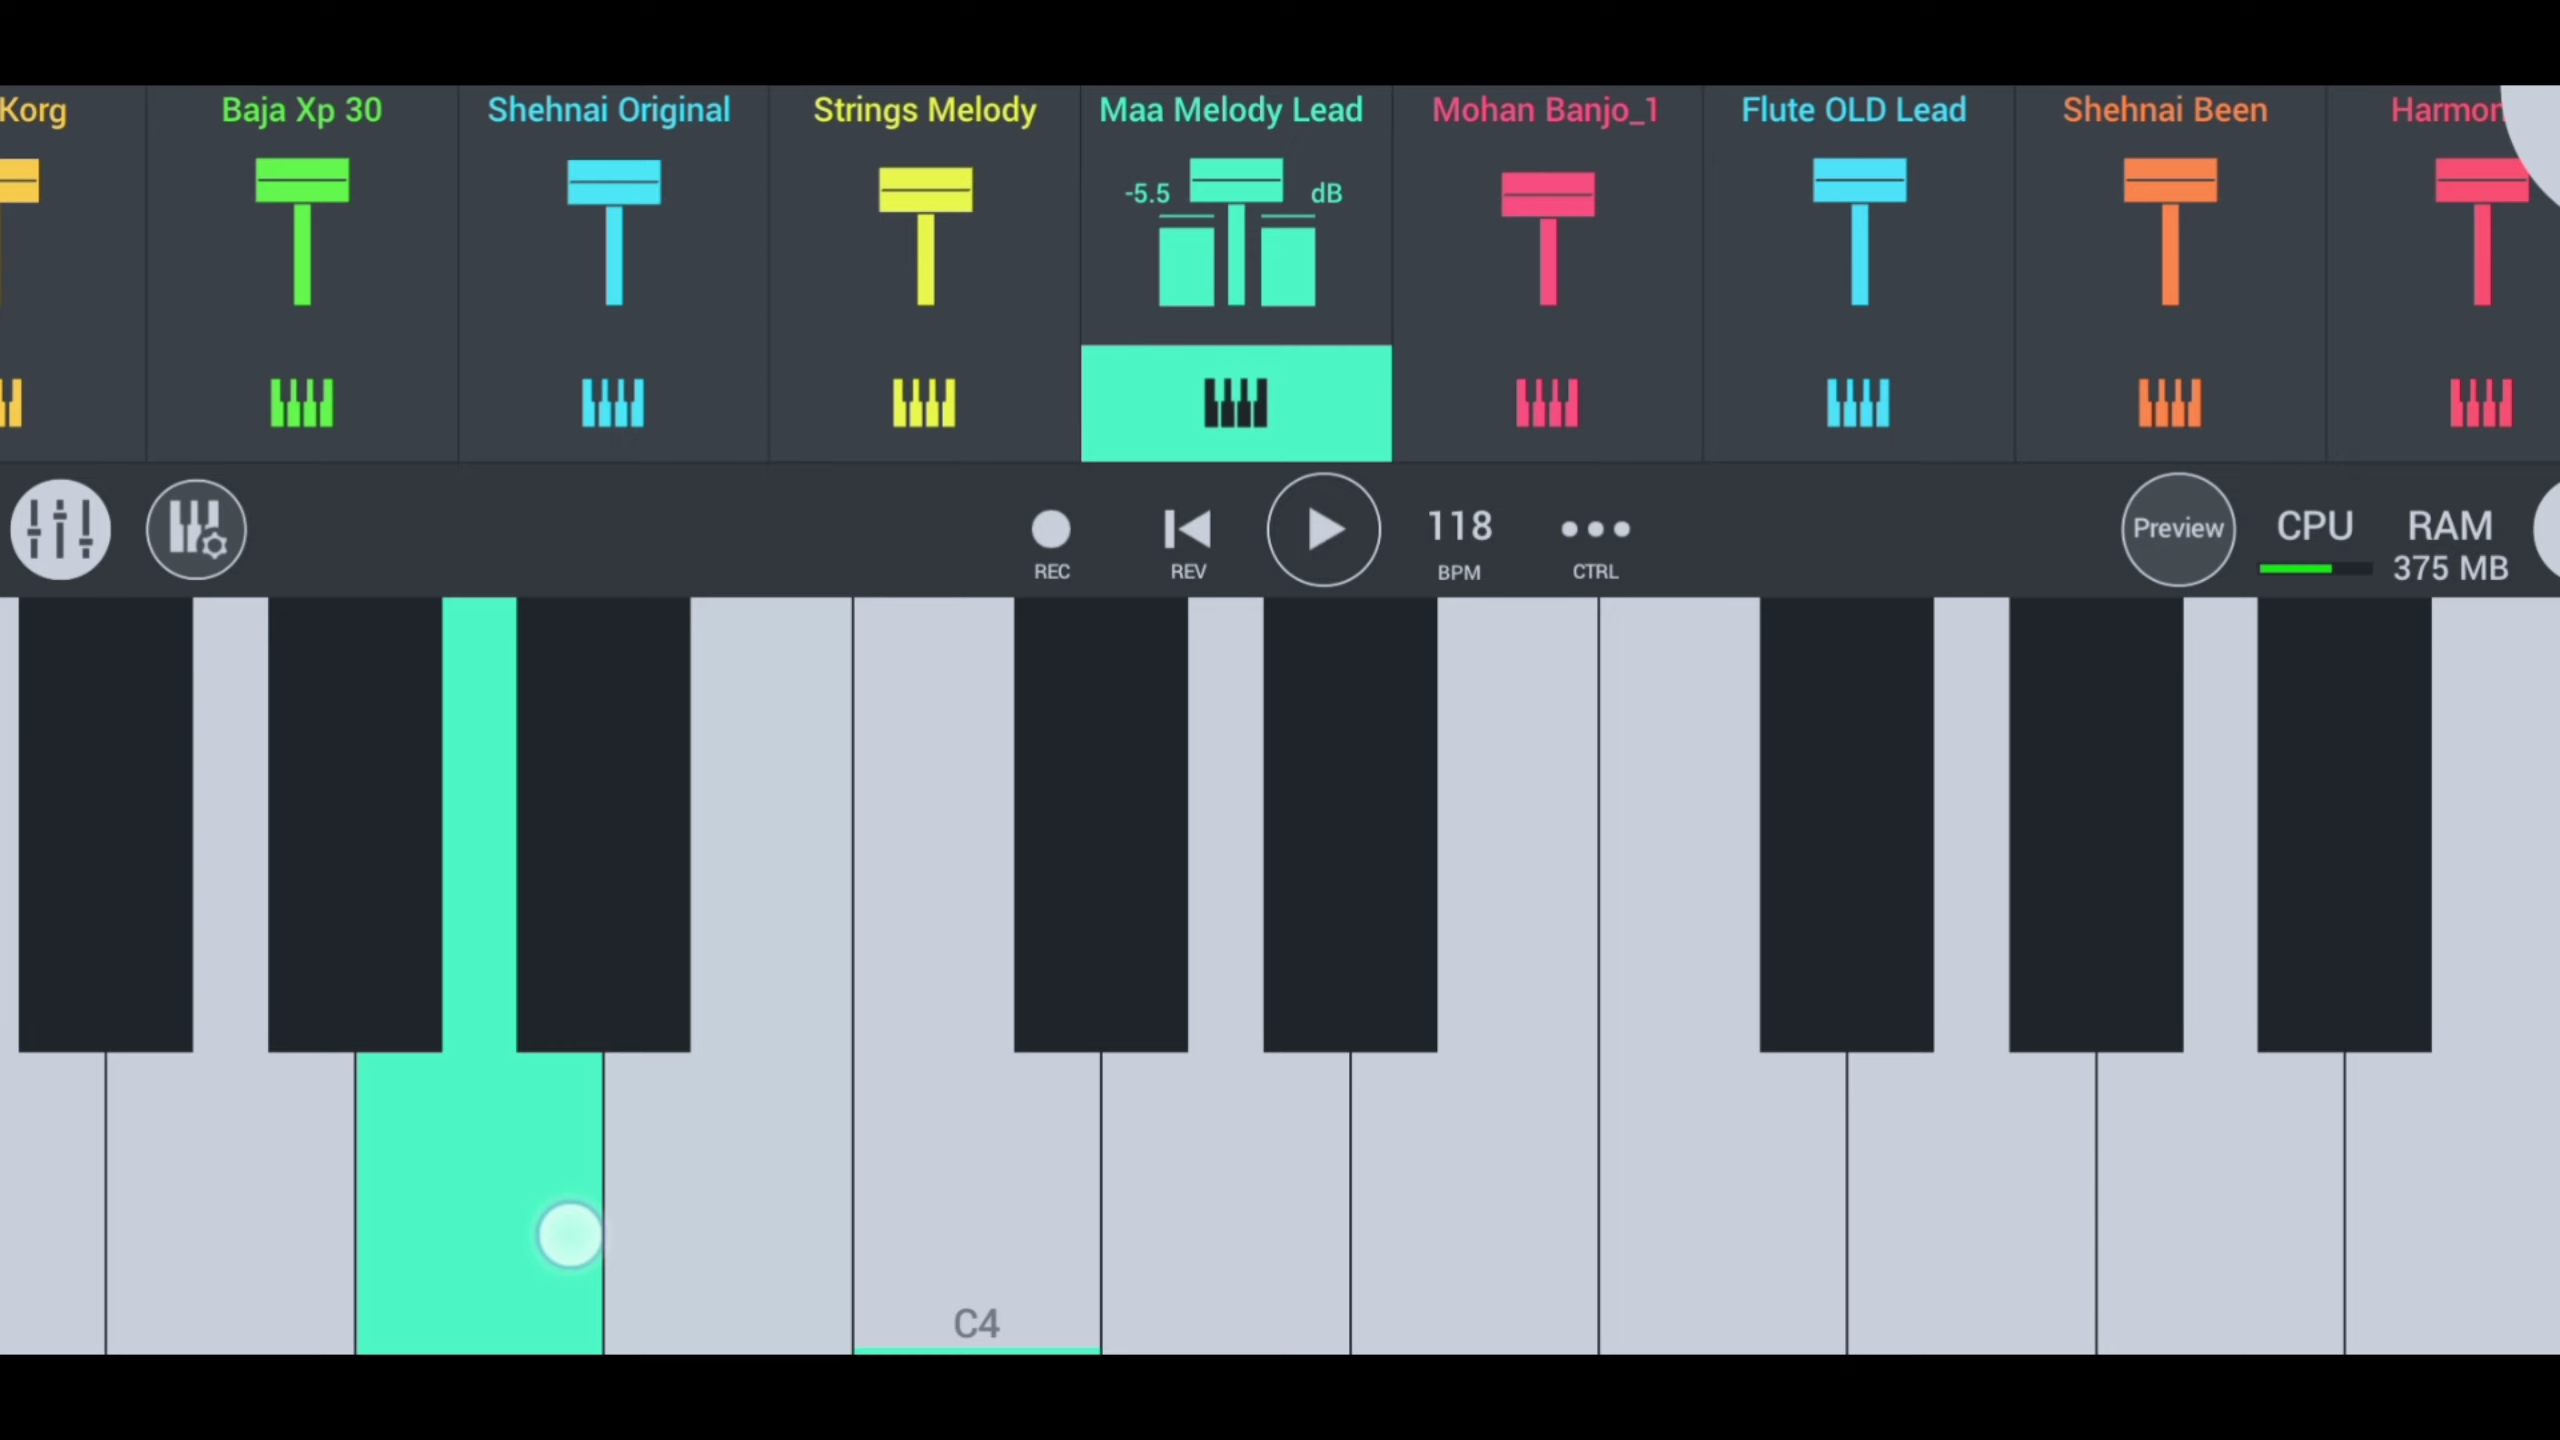 Korg
Baja Xp 30
Shehnai Original
Strings Melody
Maa Melody Lead
Mohan Banjo_1
Flute OLD Lead
Shehnai Been
Harmon
-5.5
dB
REC
REV
118
BPM
CTRL
Preview
CPU
RAM
375 MB
C4